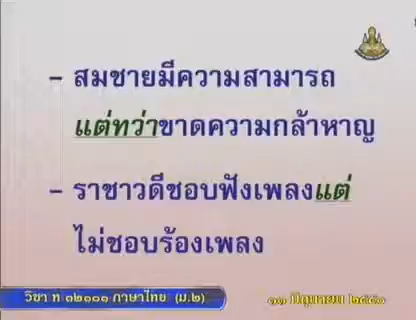 - สมชายมีความสามารถ
แต่ทว่าขาดความกล้าหาญ
- ราชาวดีชอบฟังเพลงแต่
ไม่ชอบร้องเพลง
วิชา ท ๓๒๑๐๑ ภาษาไทย (ม.๒)
๑๑ มิถุนายน ๒๕๕๑